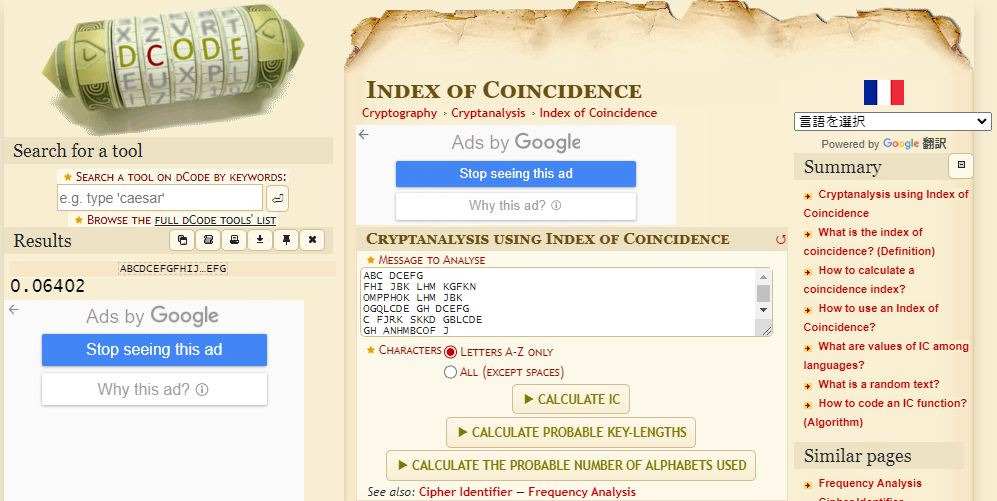 DCODE
Search for a tool
★ Search a tool on dCode by keywords:
e.g. type 'caesar'
★ Browse the full dCode tools' list
Results
ABCDCEFGFHIJ…EFG
0.06402
Ads by Google
Stop seeing this ad
Why this ad?
Index of Coincidence
Cryptography › Cryptanalysis › Index of Coincidence
Ads by Google
Stop seeing this ad
Why this ad?
Cryptanalysis using Index of Coincidence
★ Message to Analyse
ABC DCEFG
FHI JBK LHM KGFKN
OMPPHOK LHM JBK
OGQLCDE GH DCEFG
C FJRK SKKD GBLCDE
GH ANHMBCOF J
★ Characters Letters A-Z only
All (except spaces)
► CALCULATE IC
► CALCULATE PROBABLE KEY-LENGTHS
► CALCULATE THE PROBABLE NUMBER OF ALPHABETS USED
See also: Cipher Identifier — Frequency Analysis
言語を選択
Powered by Google 翻訳
Summary
Cryptanalysis using Index of
Coincidence
What is the index of
coincidence? (Definition)
How to calculate a
coincidence index?
How to use an Index of
Coincidence?
What are values of IC among
languages?
What is a random text?
How to code an IC function?
(Algorithm)
Similar pages
Frequency Analysis